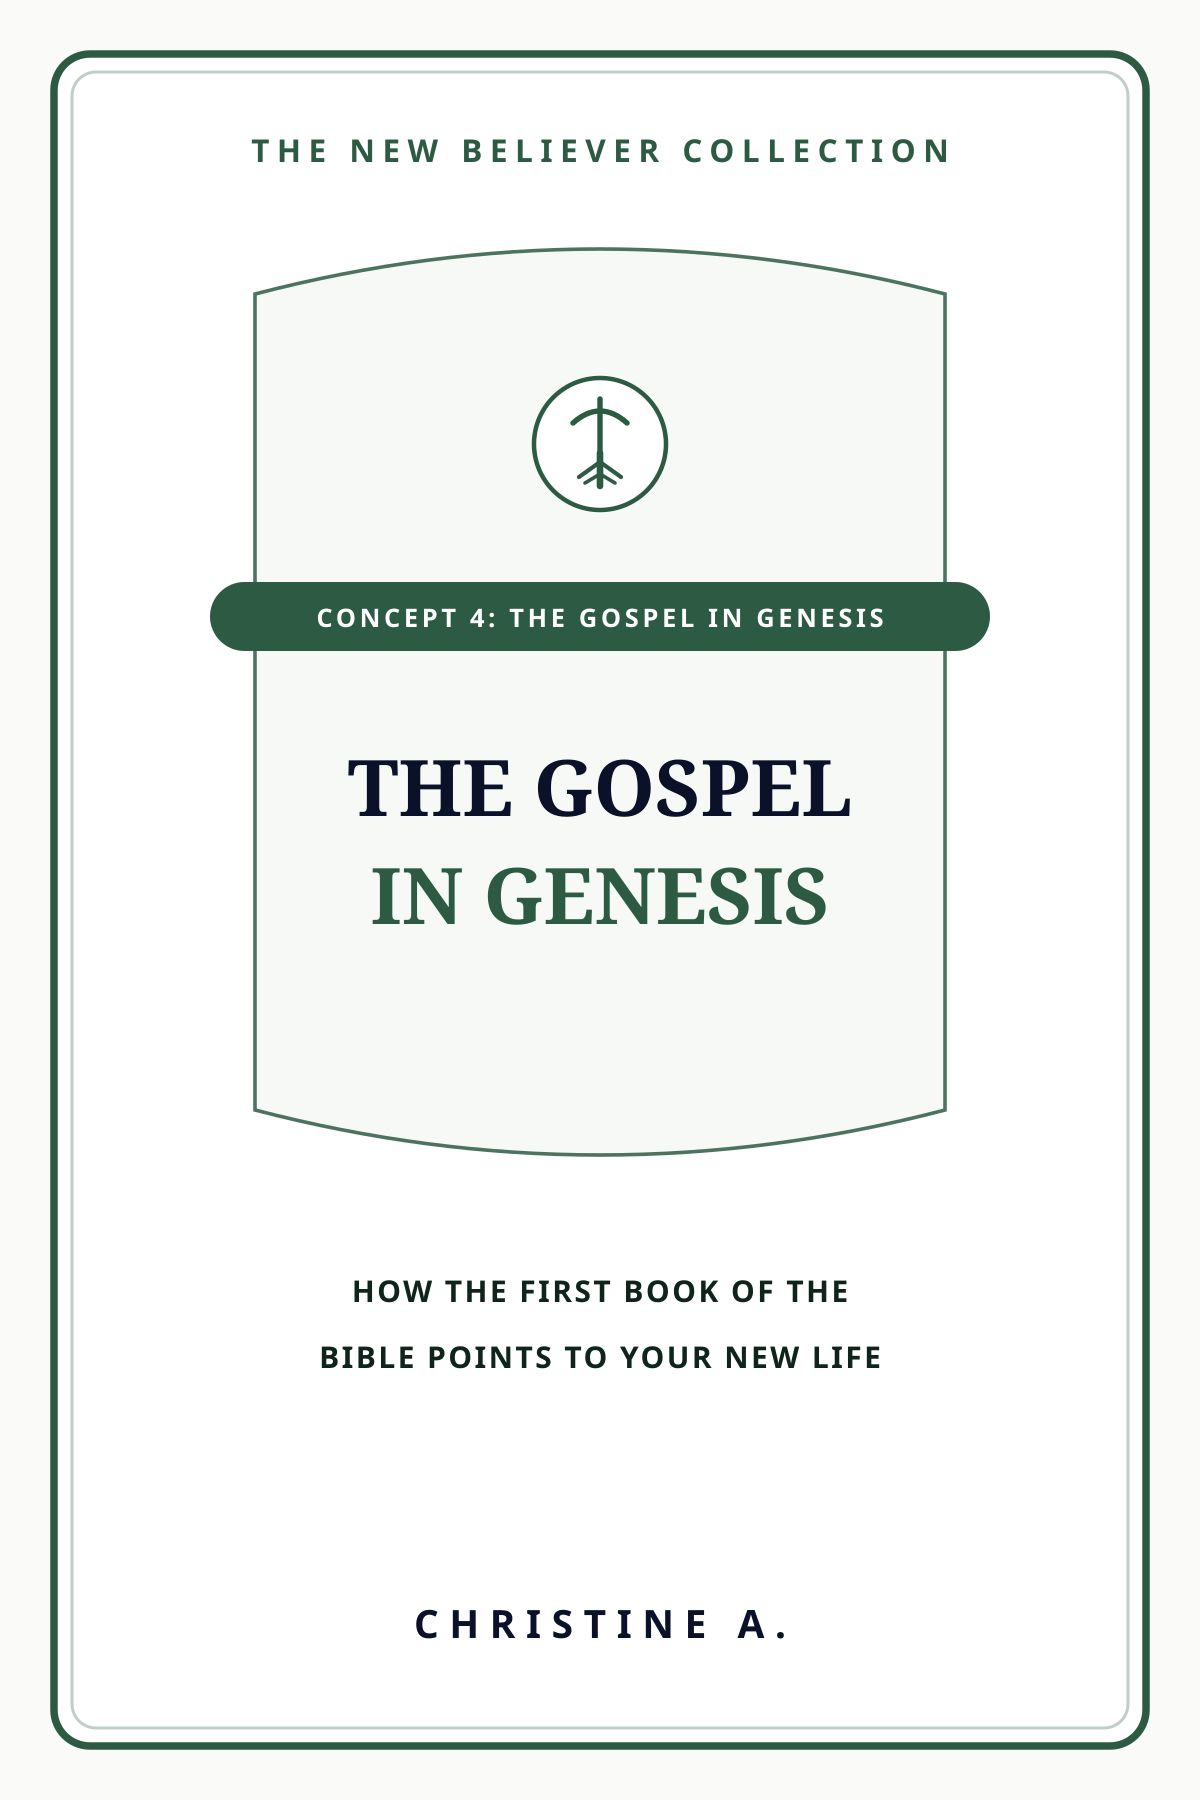 THE NEW BELIEVER COLLECTION
CONCEPT 4: THE GOSPEL IN GENESIS
THE GOSPEL
IN GENESIS
HOW THE FIRST BOOK OF THE
BIBLE POINTS TO YOUR NEW LIFE
CHRISTINE A.